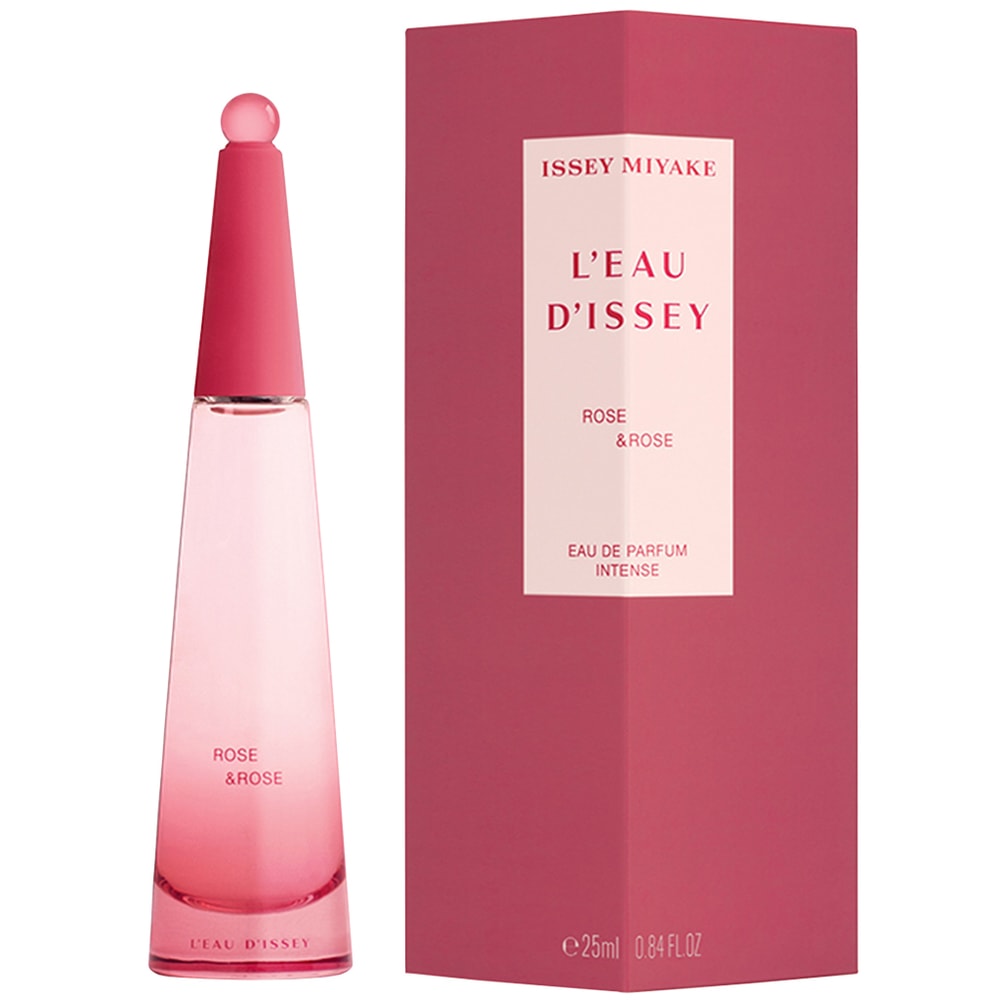 ROSE
&ROSE
L'EAU D'ISSEY
ISSEY MIYAKE
L'EAU
D'ISSEY
ROSE
&ROSE
EAU DE PARFUM
INTENSE
℮25ml 0.84 FL.OZ